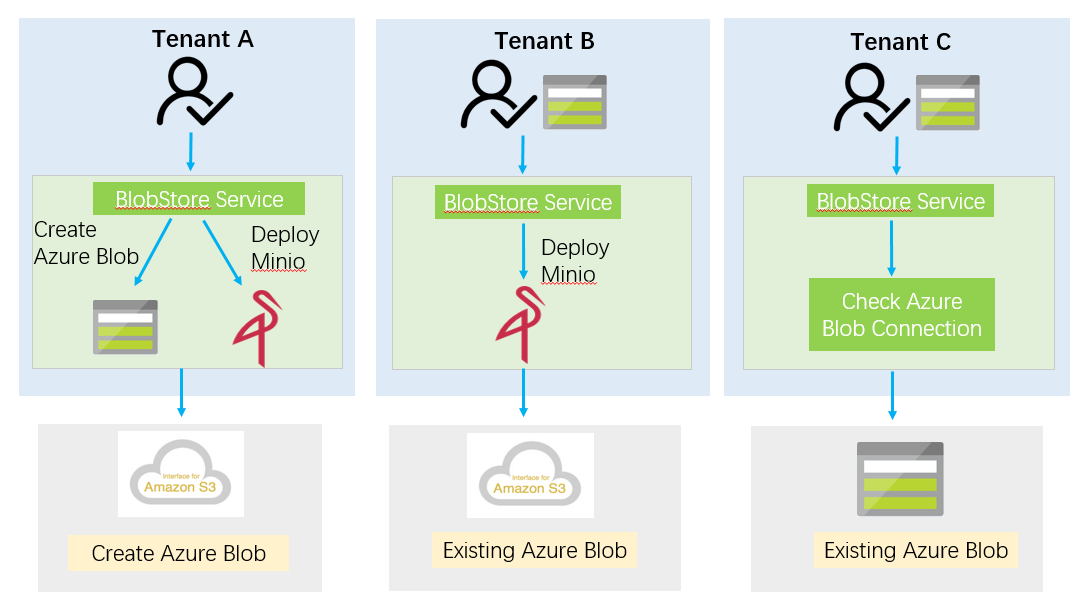 Tenant A
BlobStore Service
Create
Azure Blob
Deploy
Minio
Interface for
Amazon S3
Create Azure Blob
Tenant B
BlobStore Service
Deploy
Minio
Interface for
Amazon S3
Existing Azure Blob
Tenant C
BlobStore Service
Check Azure
Blob Connection
Existing Azure Blob